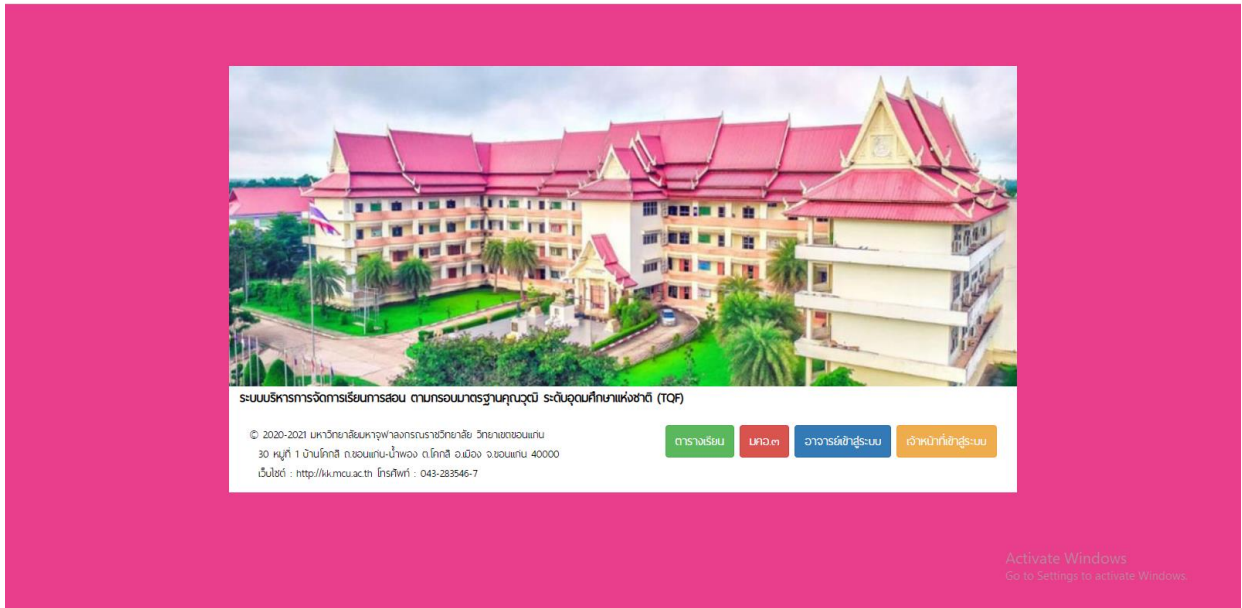 ระบบบริหารการจัดการเรียนการสอน ตามกรอบมาตรฐานคุณวุฒิ ระดับอุดมศึกษาแห่งชาติ (TQF)
© 2020-2021 มหาวิทยาลัยมหาจุฬาลงกรณราชวิทยาลัย วิทยาเขตขอนแก่น
30 หมู่ที่ 1 บ้านโคกสี ถ.ขอนแก่น-น้ำพอง ต.โคกสี อ.เมือง จ.ขอนแก่น 40000
เว็บไซต์ : http://kk.mcu.ac.th โทรศัพท์ : 043-283546-7
ตารางเรียน มคอ.๓ อาจารย์เข้าสู่ระบบ เจ้าหน้าที่เข้าสู่ระบบ
Activate Windows
Go to Settings to activate Windows.